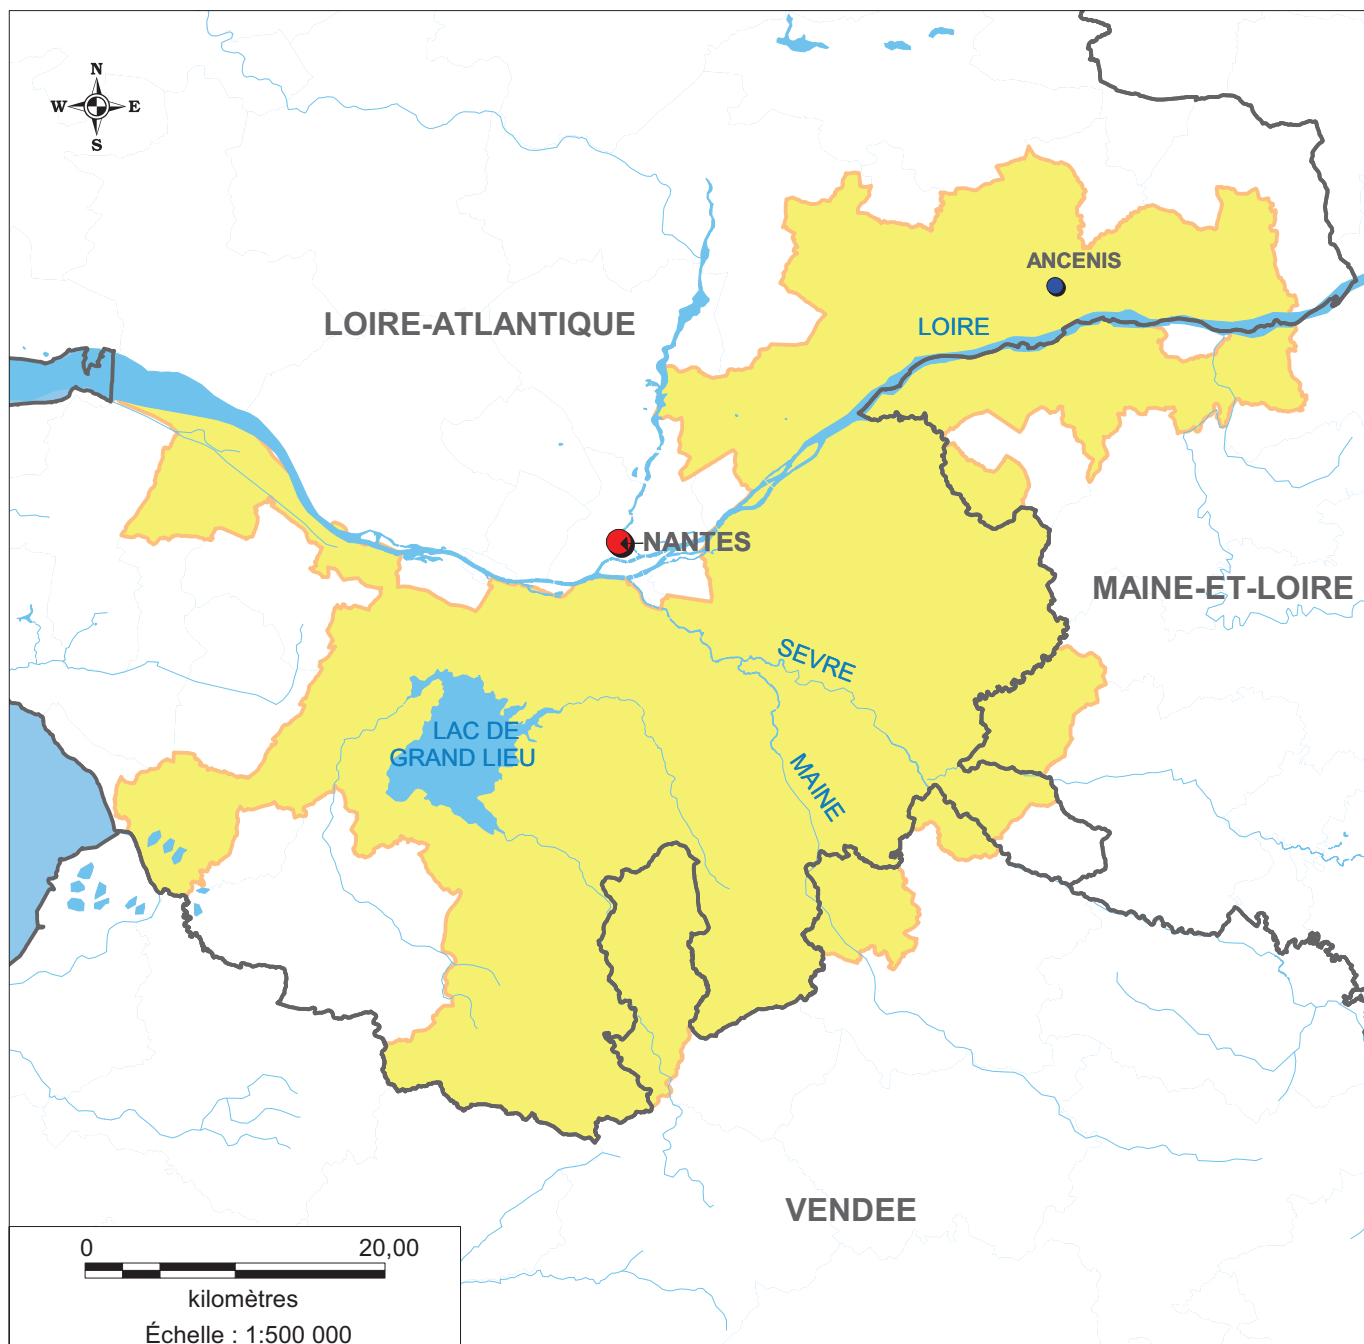 N
W E
S
ANCENIS
LOIRE-ATLANTIQUE
LOIRE
NANTES
MAINE-ET-LOIRE
SEVRE
LAC DE
GRAND LIEU
MAINE
VENDEE
0 20,00
kilomètres
Échelle : 1:500 000